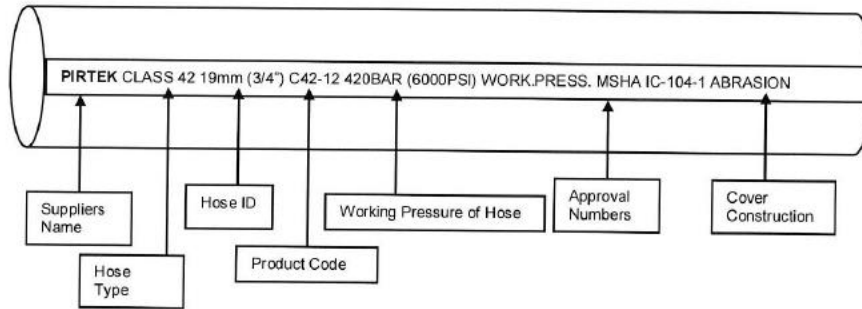 PIRTEK CLASS 42 19mm (3/4") C42-12 420BAR (6000PSI) WORK.PRESS. MSHA IC-104-1 ABRASION
Suppliers
Name
Hose ID
Working Pressure of Hose
Approval
Numbers
Cover
Construction
Hose
Type
Product Code